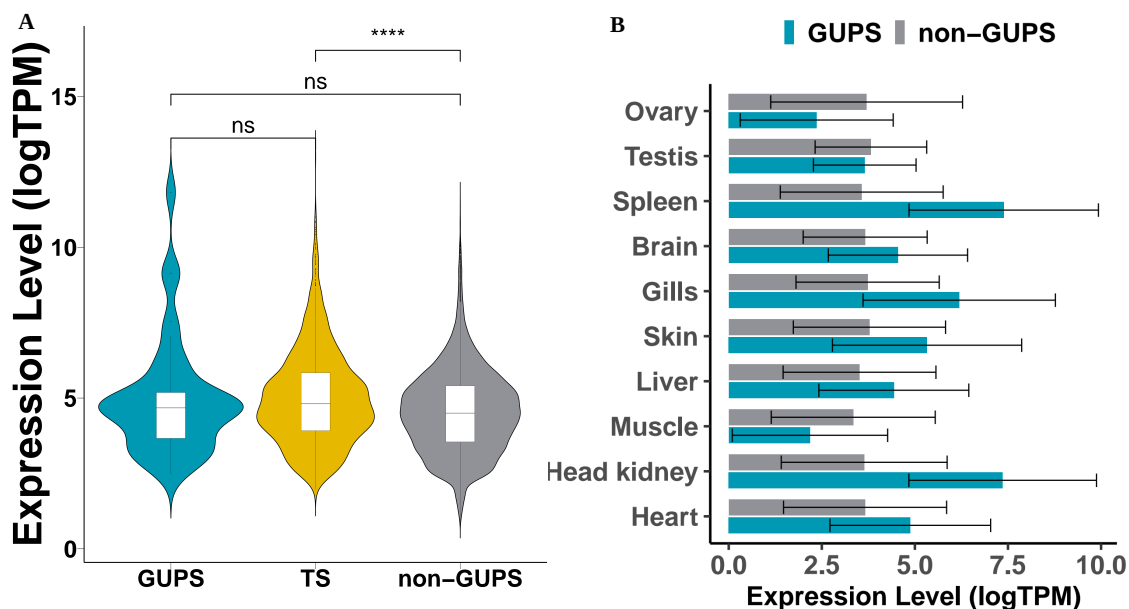 A
Expression Level (logTPM)
15
10
5
0
****
ns
ns
GUPS TS non−GUPS
B
GUPS non−GUPS
Ovary
Testis
Spleen
Brain
Gills
Skin
Liver
Muscle
Head kidney
Heart
0.0 2.5 5.0 7.5 10.0
Expression Level (logTPM)